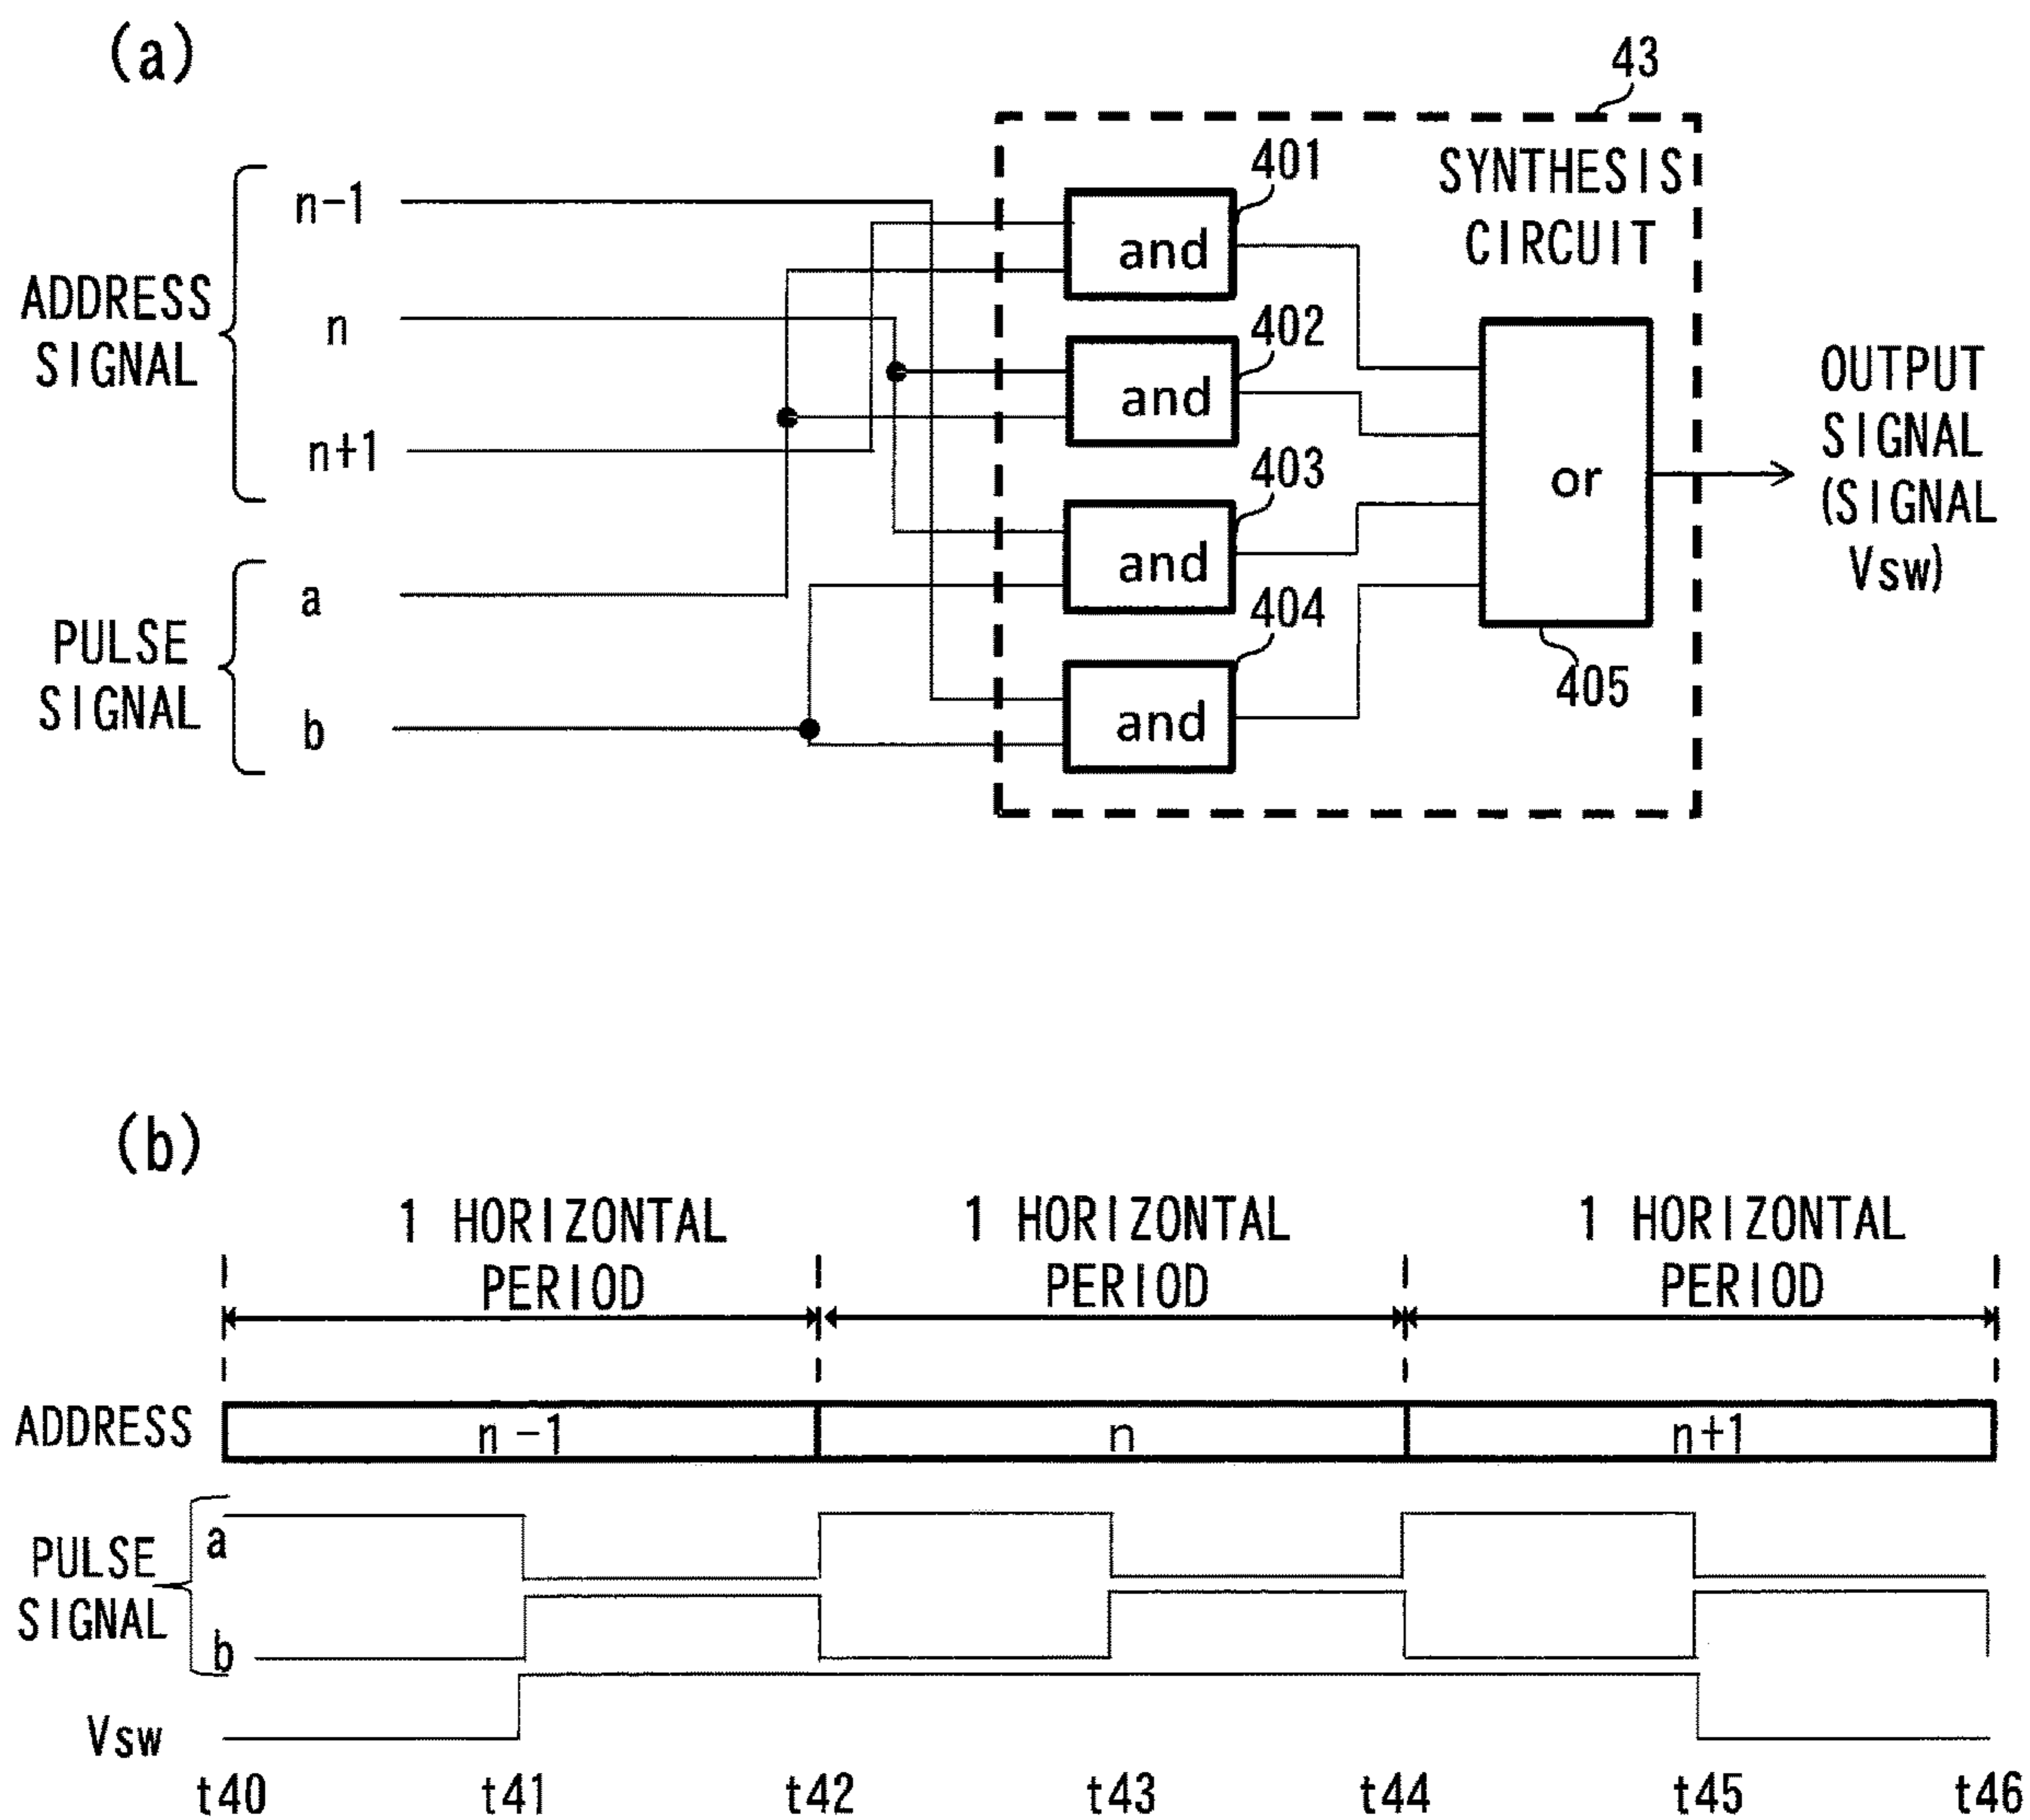 (a)
43
SYNTHESIS
CIRCUIT
ADDRESS
SIGNAL
n-1
n
n+1
PULSE
SIGNAL
a
b
and
401
and
402
and
403
and
404
or
405
OUTPUT
SIGNAL
(SIGNAL
Vsw)
(b)
1 HORIZONTAL
PERIOD
1 HORIZONTAL
PERIOD
1 HORIZONTAL
PERIOD
ADDRESS
n-1
n
n+1
PULSE
SIGNAL
a
b
Vsw
t40
t41
t42
t43
t44
t45
t46